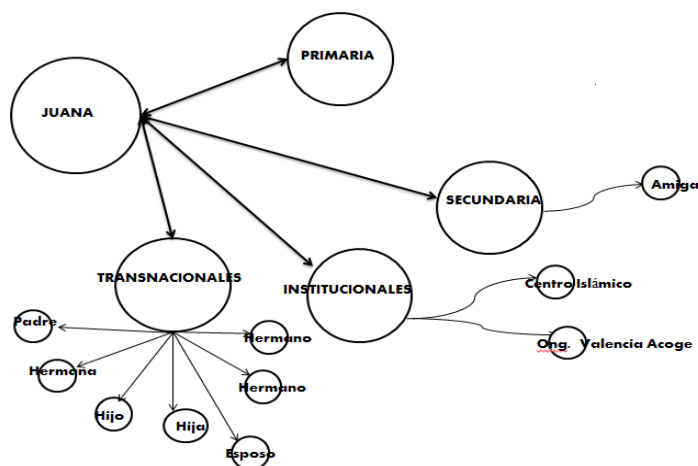 PRIMARIA
JUANA
SECUNDARIA
Amiga
TRANSNACIONALES
INSTITUCIONALES
Centro Islámico
Padre
Hermano
Ong. Valencia Acoge
Hermana
Hermano
Hijo
Hija
Esposo